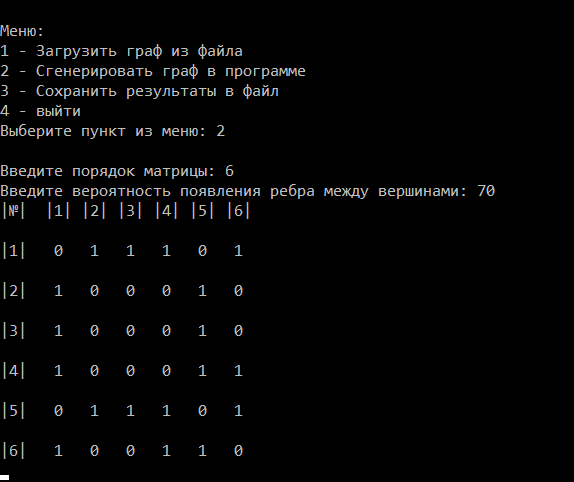 Меню:
1 - Загрузить граф из файла
2 - Сгенерировать граф в программе
3 - Сохранить результаты в файл
4 - выйти
Выберите пункт из меню: 2
Введите порядок матрицы: 6
Введите вероятность появления ребра между вершинами: 70
|№| |1| |2| |3| |4| |5| |6|
|1| 0 1 1 1 0 1
|2| 1 0 0 0 1 0
|3| 1 0 0 0 1 0
|4| 1 0 0 0 1 1
|5| 0 1 1 1 0 1
|6| 1 0 0 1 1 0